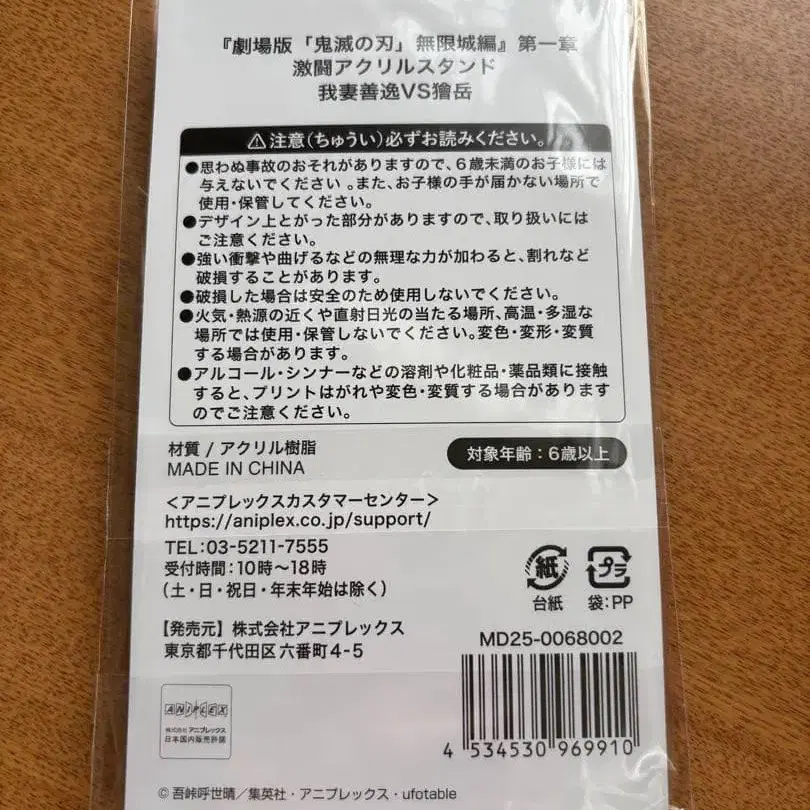 『劇場版「鬼滅の刃」無限城編』第一章
激闘アクリルスタンド
我妻善逸VS獪岳
⚠注意(ちゅうい)必ずお読みください。
●思わぬ事故のおそれがありますので、6歳未満のお子様には
与えないでください。また、お子様の手が届かない場所で
使用・保管してください。
●デザイン上とがった部分がありますので、取り扱いには
ご注意ください。
●強い衝撃や曲げるなどの無理な力が加わると、割れなど
破損することがあります。
●破損した場合は安全のため使用しないでください。
●火気・熱源の近くや直射日光の当たる場所、高温・多湿な
場所では使用・保管しないでください。変色・変形・変質
する場合があります。
●アルコール・シンナーなどの溶剤や化粧品・薬品類に接触
すると、プリントはがれや変色・変質する場合があります
のでご注意ください。
材質 / アクリル樹脂
MADE IN CHINA
対象年齢:6歳以上
<アニプレックスカスタマーセンター>
https://aniplex.co.jp/support/
TEL:03-5211-7555
受付時間:10時〜18時
(土・日・祝日・年末年始は除く)
紙
台紙
プラ
袋:PP
【発売元】株式会社アニプレックス
東京都千代田区六番町4-5
MD25-0068002
4 534530 969910
ANIPLEX
株式会社アニプレックス
日本国内販売許諾
© 吾峠呼世晴/集英社・アニプレックス・ufotable